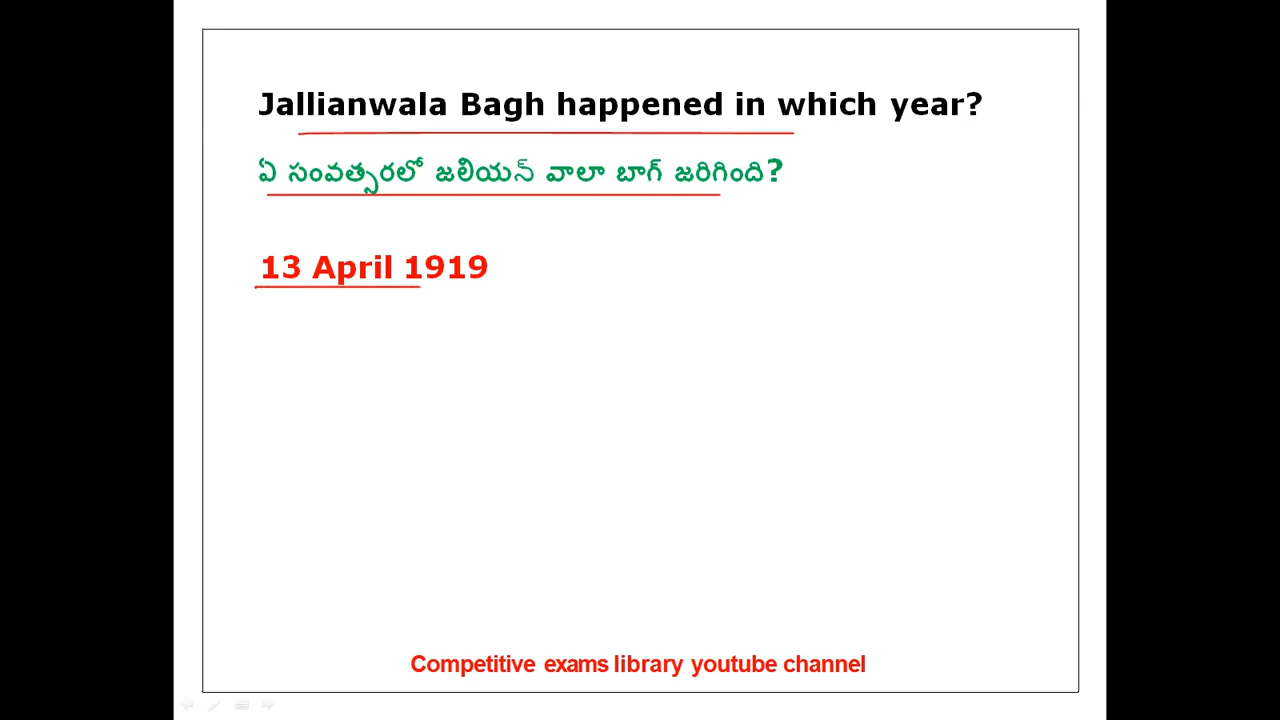 Jallianwala Bagh happened in which year?
ఏ సంవత్సరలో జలియన్ వాలా బాగ్ జరిగింది?
13 April 1919
Competitive exams library youtube channel